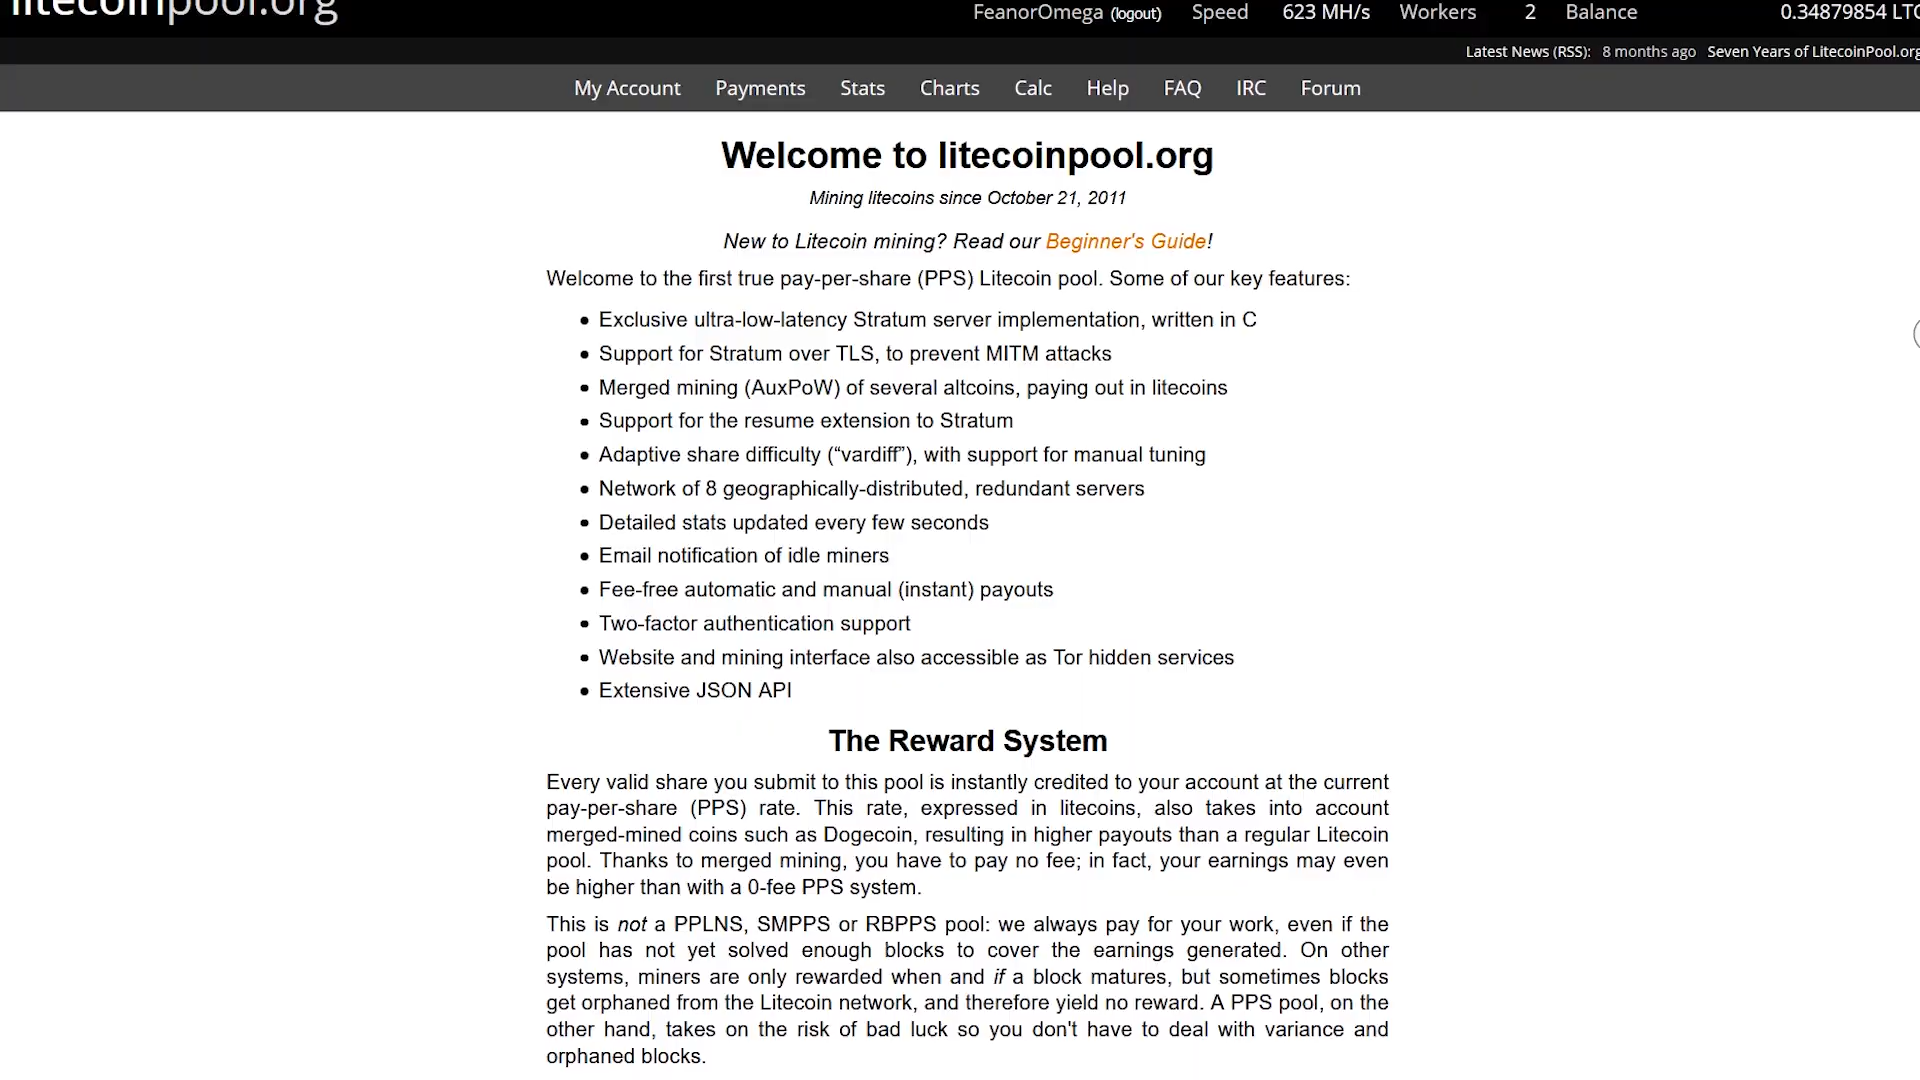 litecoinpool.org
FeanorOmega (logout) Speed 623 MH/s Workers 2 Balance 0.34879854 LTC
Latest News (RSS): 8 months ago Seven Years of LitecoinPool.org
My Account Payments Stats Charts Calc Help FAQ IRC Forum
Welcome to litecoinpool.org
Mining litecoins since October 21, 2011
New to Litecoin mining? Read our Beginner's Guide!
Welcome to the first true pay-per-share (PPS) Litecoin pool. Some of our key features:
• Exclusive ultra-low-latency Stratum server implementation, written in C
• Support for Stratum over TLS, to prevent MITM attacks
• Merged mining (AuxPoW) of several altcoins, paying out in litecoins
• Support for the resume extension to Stratum
• Adaptive share difficulty (“vardiff”), with support for manual tuning
• Network of 8 geographically-distributed, redundant servers
• Detailed stats updated every few seconds
• Email notification of idle miners
• Fee-free automatic and manual (instant) payouts
• Two-factor authentication support
• Website and mining interface also accessible as Tor hidden services
• Extensive JSON API
The Reward System
Every valid share you submit to this pool is instantly credited to your account at the current
pay-per-share (PPS) rate. This rate, expressed in litecoins, also takes into account
merged-mined coins such as Dogecoin, resulting in higher payouts than a regular Litecoin
pool. Thanks to merged mining, you have to pay no fee; in fact, your earnings may even
be higher than with a 0-fee PPS system.
This is not a PPLNS, SMPPS or RBPPS pool: we always pay for your work, even if the
pool has not yet solved enough blocks to cover the earnings generated. On other
systems, miners are only rewarded when and if a block matures, but sometimes blocks
get orphaned from the Litecoin network, and therefore yield no reward. A PPS pool, on the
other hand, takes on the risk of bad luck so you don't have to deal with variance and
orphaned blocks.